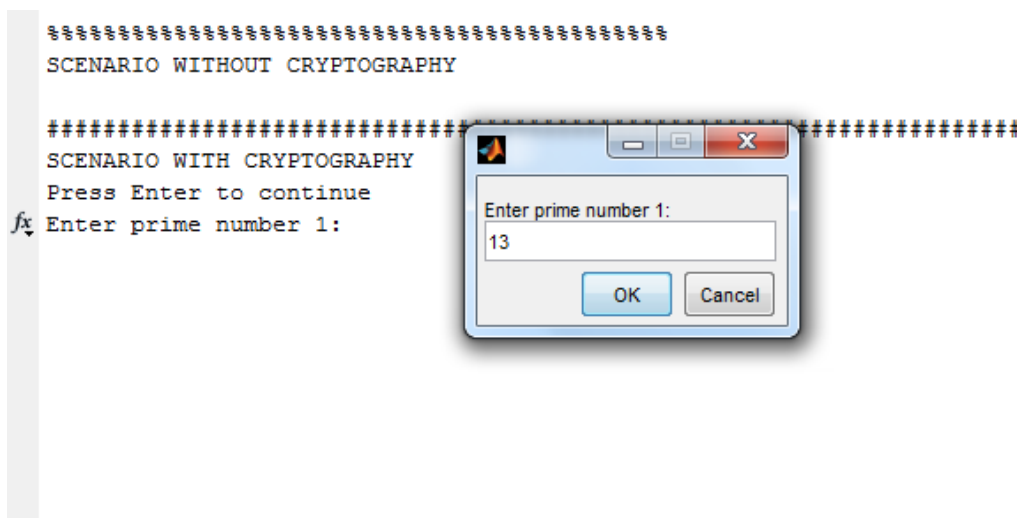 %%%%%%%%%%%%%%%%%%%%%%%%%%%%%%%%%%%%%%%%%%%%
SCENARIO WITHOUT CRYPTOGRAPHY
#####################################################################
SCENARIO WITH CRYPTOGRAPHY
Press Enter to continue
fx Enter prime number 1:
Enter prime number 1:
13
OK Cancel